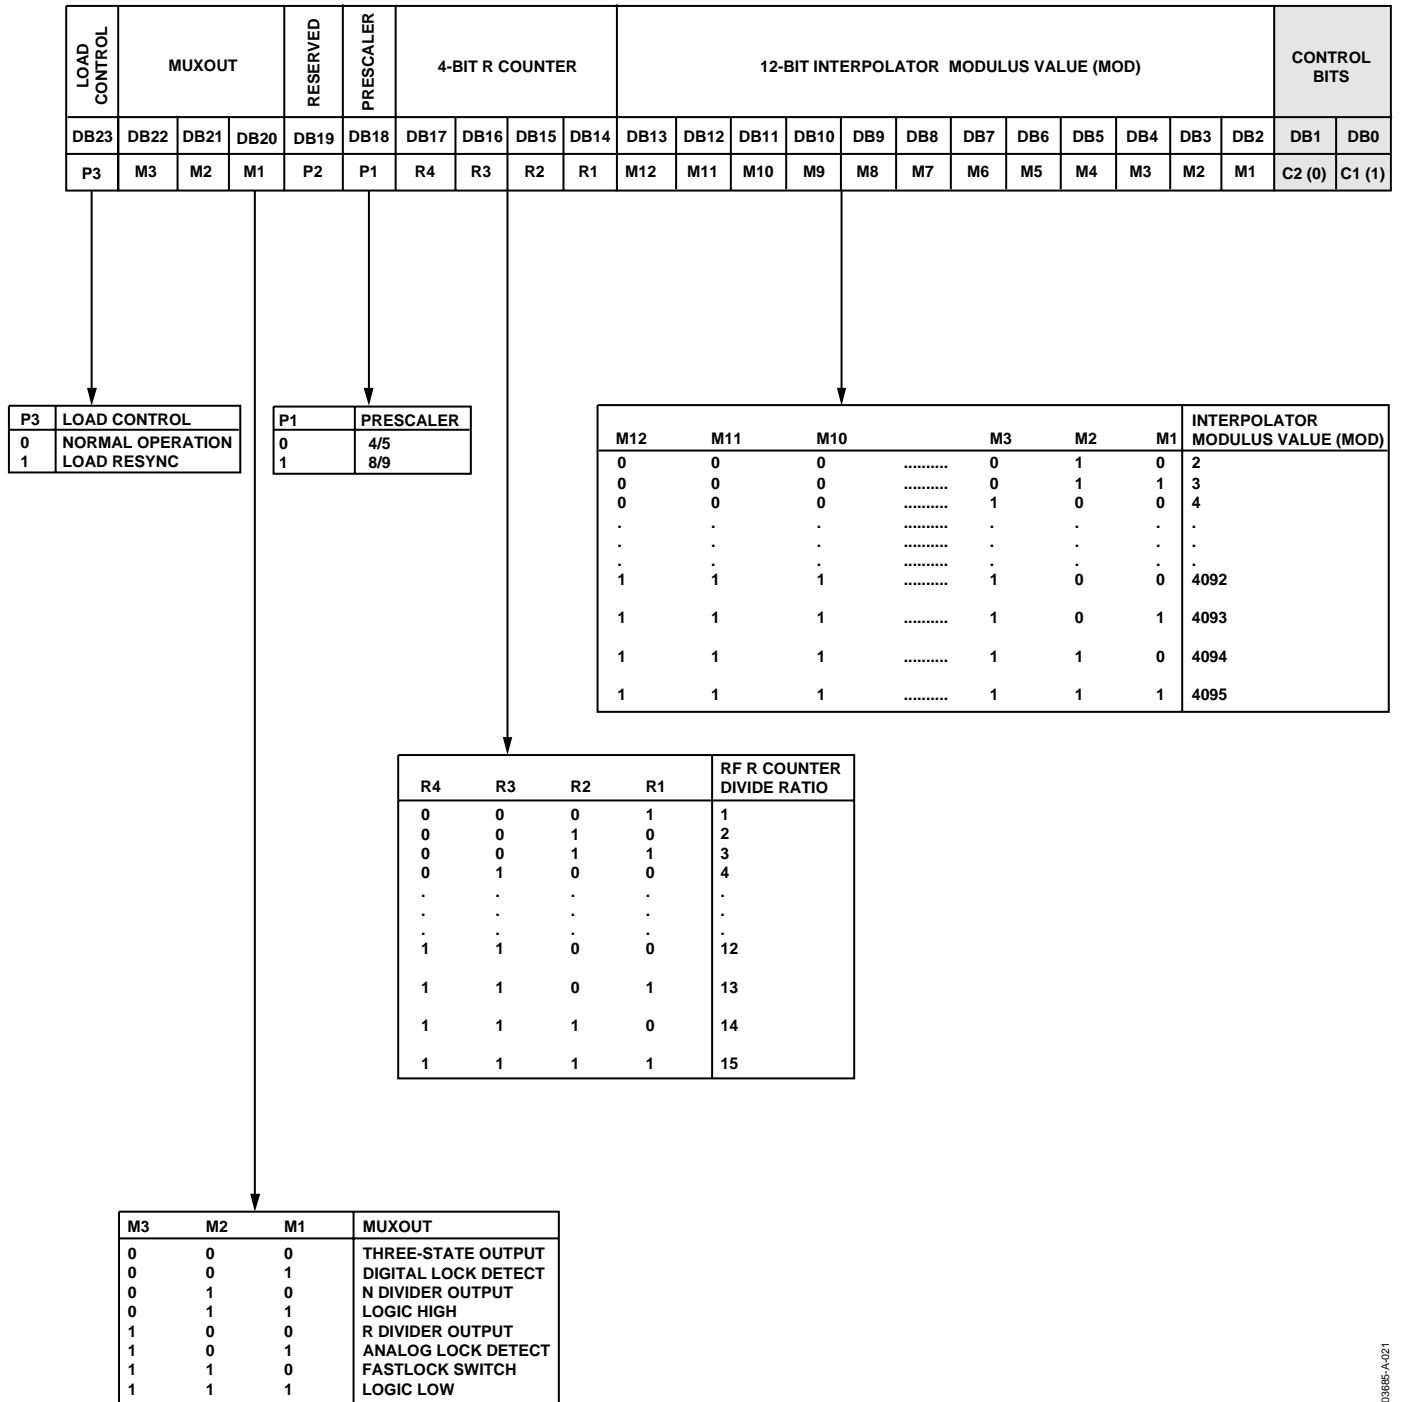 LOAD CONTROL MUXOUT RESERVED PRESCALER 4-BIT R COUNTER 12-BIT INTERPOLATOR MODULUS VALUE (MOD) CONTROL BITS
DB23 DB22 DB21 DB20 DB19 DB18 DB17 DB16 DB15 DB14 DB13 DB12 DB11 DB10 DB9 DB8 DB7 DB6 DB5 DB4 DB3 DB2 DB1 DB0
P3 M3 M2 M1 P2 P1 R4 R3 R2 R1 M12 M11 M10 M9 M8 M7 M6 M5 M4 M3 M2 M1 C2 (0) C1 (1)
P3 LOAD CONTROL
0 NORMAL OPERATION
1 LOAD RESYNC
P1 PRESCALER
0 4/5
1 8/9
M12 M11 M10 M3 M2 M1 INTERPOLATOR MODULUS VALUE (MOD)
0 0 0 .......... 0 1 0 2
0 0 0 .......... 0 1 1 3
0 0 0 .......... 1 0 0 4
. . . .......... . . . .
. . . .......... . . . .
. . . .......... . . . .
1 1 1 .......... 1 0 0 4092
1 1 1 .......... 1 0 1 4093
1 1 1 .......... 1 1 0 4094
1 1 1 .......... 1 1 1 4095
R4 R3 R2 R1 RF R COUNTER DIVIDE RATIO
0 0 0 1 1
0 0 1 0 2
0 0 1 1 3
0 1 0 0 4
. . . . .
. . . . .
. . . . .
1 1 0 0 12
1 1 0 1 13
1 1 1 0 14
1 1 1 1 15
M3 M2 M1 MUXOUT
0 0 0 THREE-STATE OUTPUT
0 0 1 DIGITAL LOCK DETECT
0 1 0 N DIVIDER OUTPUT
0 1 1 LOGIC HIGH
1 0 0 R DIVIDER OUTPUT
1 0 1 ANALOG LOCK DETECT
1 1 0 FASTLOCK SWITCH
1 1 1 LOGIC LOW
03685-A-021